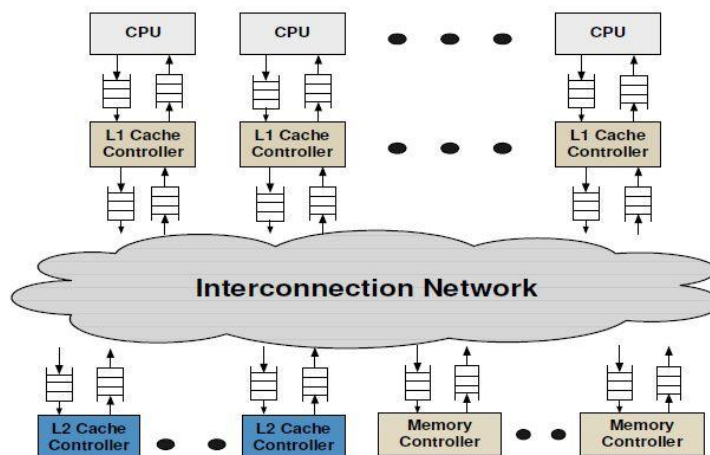 CPU
CPU
CPU
L1 Cache
Controller
L1 Cache
Controller
L1 Cache
Controller
Interconnection Network
L2 Cache
Controller
L2 Cache
Controller
Memory
Controller
Memory
Controller